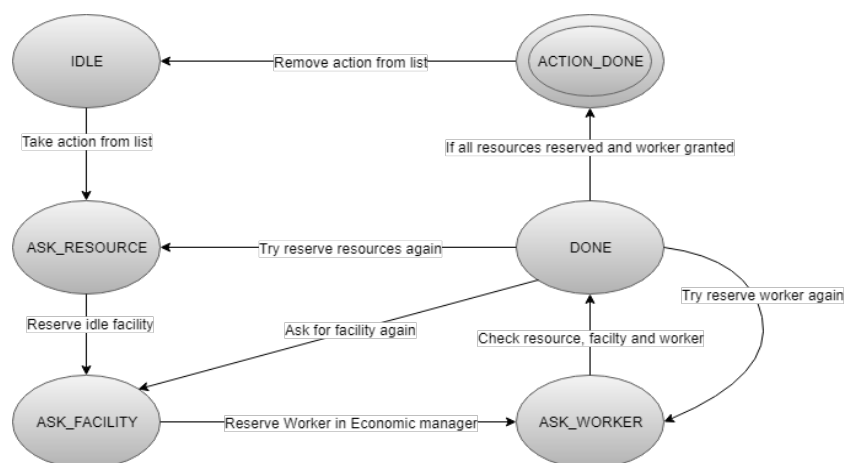 IDLE
Remove action from list
ACTION_DONE
Take action from list
If all resources reserved and worker granted
ASK_RESOURCE
Try reserve resources again
DONE
Try reserve worker again
Reserve idle facility
Ask for facility again
Check resource, facilty and worker
ASK_FACILITY
Reserve Worker in Economic manager
ASK_WORKER